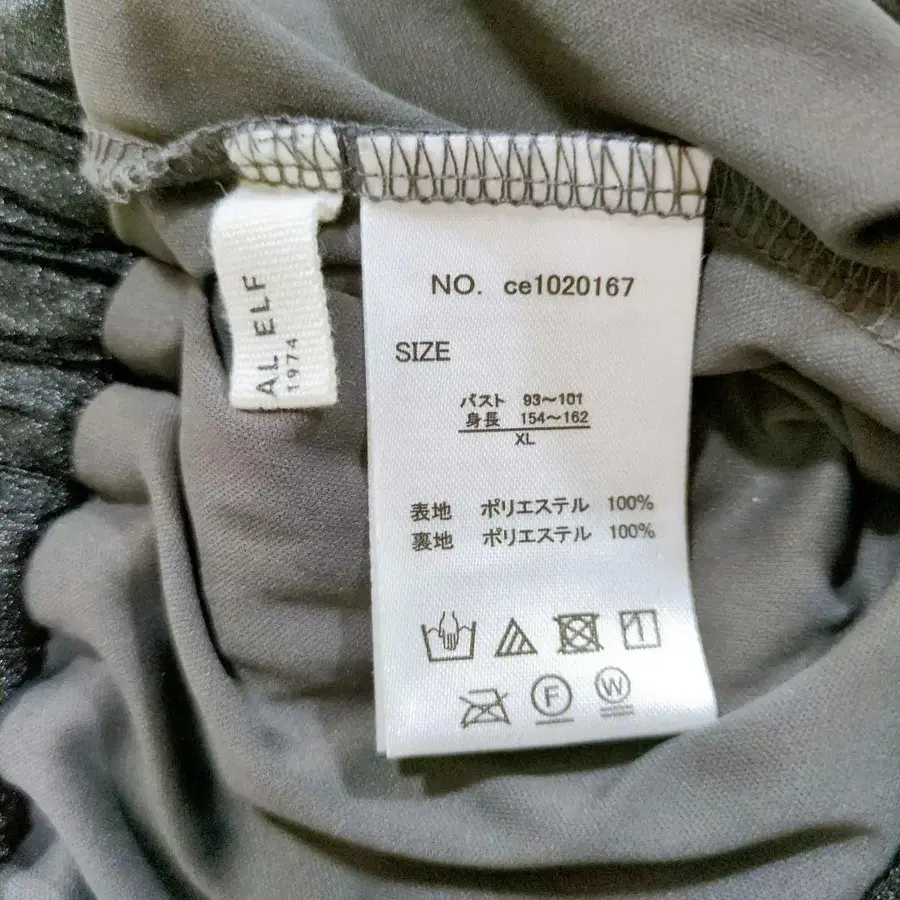 AL ELF
1974
NO. ce1020167
SIZE
バスト 93～101
身長 154～162
XL
表地 ポリエステル 100%
裏地 ポリエステル 100%
F W